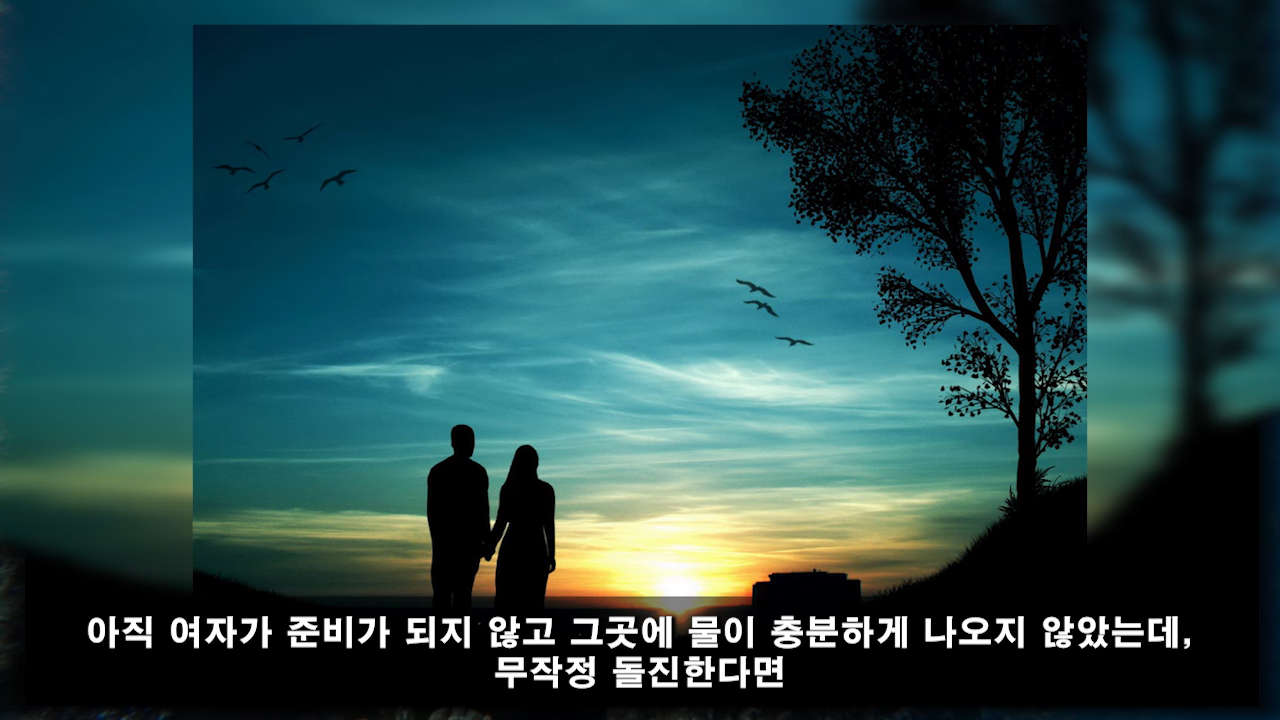 아직 여자가 준비가 되지 않고 그곳에 물이 충분하게 나오지 않았는데,
무작정 돌진한다면